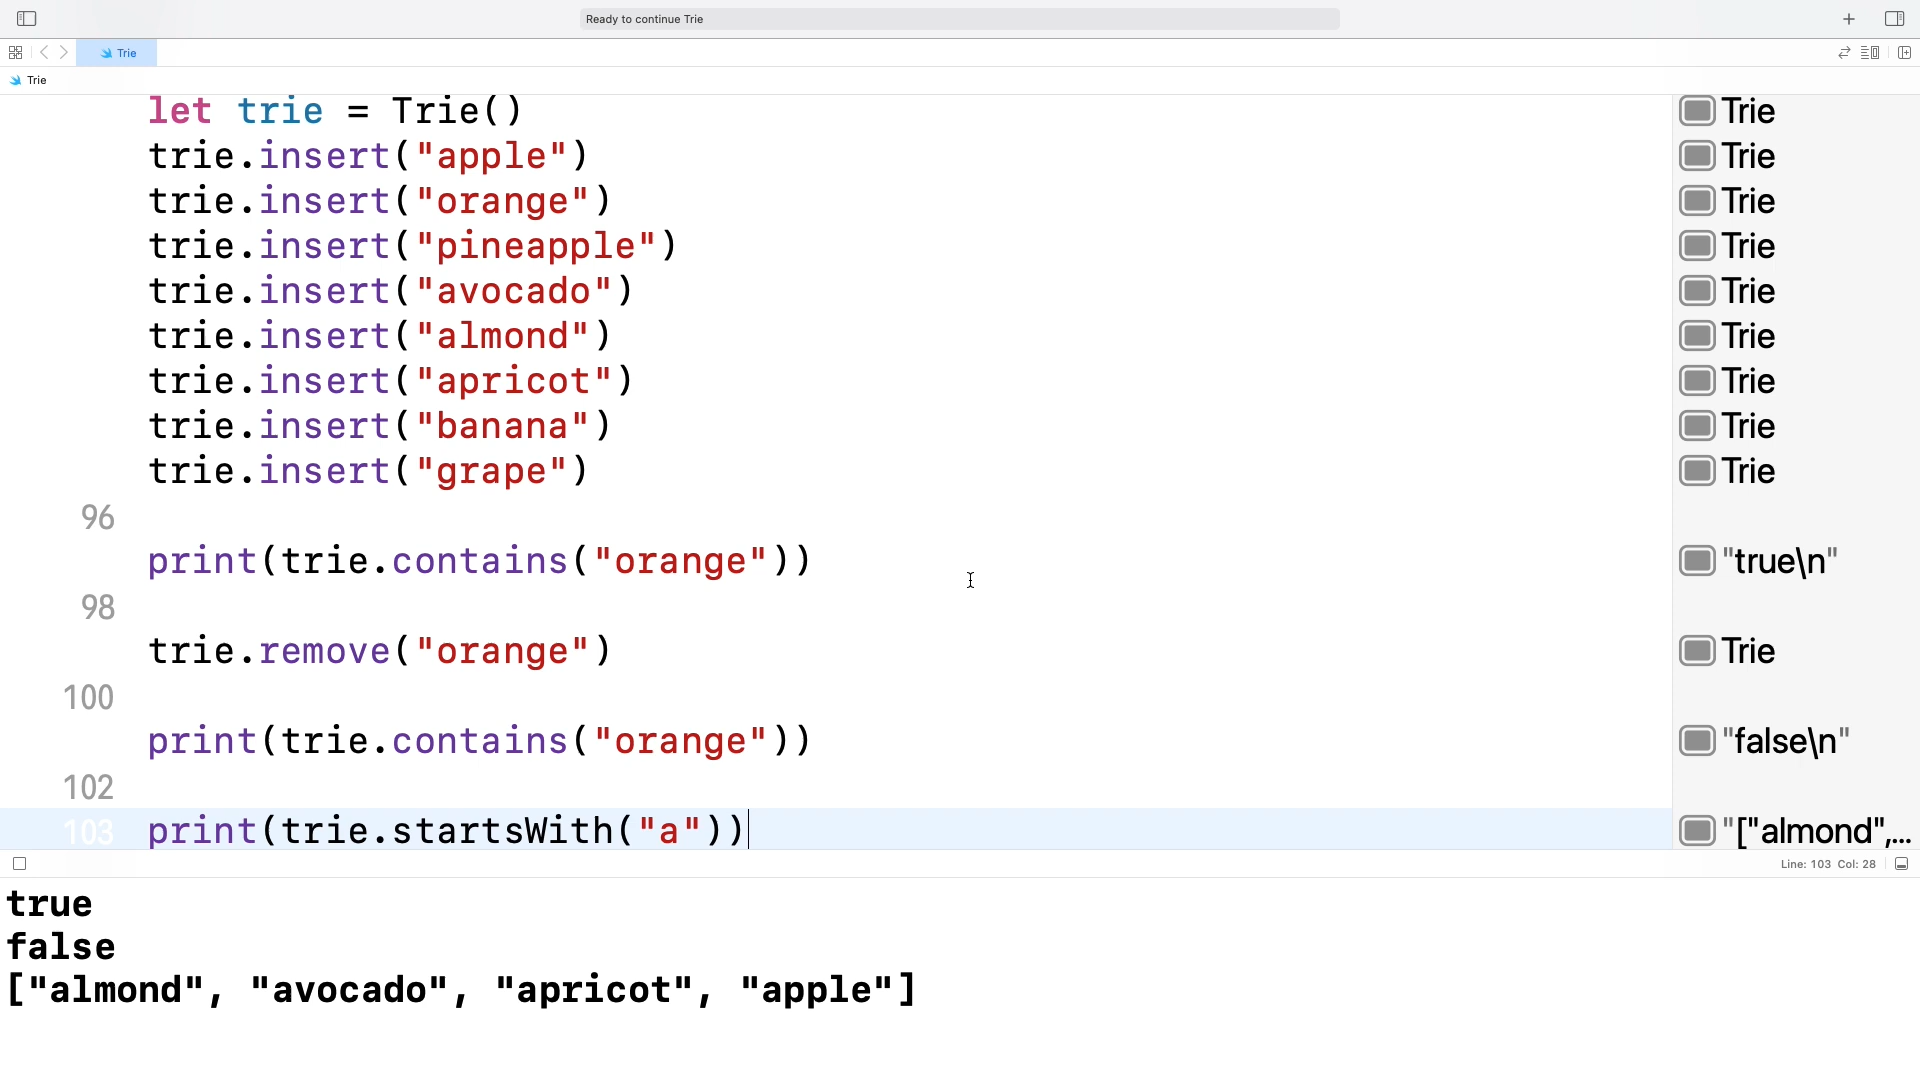 Ready to continue Trie
Trie
Trie
let trie = Trie() Trie
trie.insert("apple") Trie
trie.insert("orange") Trie
trie.insert("pineapple") Trie
trie.insert("avocado") Trie
trie.insert("almond") Trie
trie.insert("apricot") Trie
trie.insert("banana") Trie
trie.insert("grape") Trie
96
print(trie.contains("orange")) "true\n"
98
trie.remove("orange") Trie
100
print(trie.contains("orange")) "false\n"
102
103 print(trie.startsWith("a")) "["almond",...
Line: 103 Col: 28
true
false
["almond", "avocado", "apricot", "apple"]